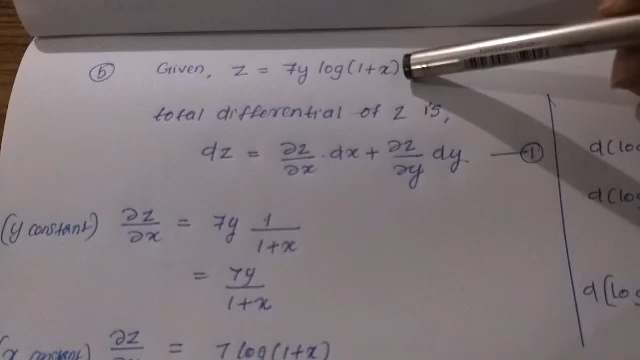 (b) Given, z = 7y log(1+x)
total differential of z is,
dz = ∂z/∂x . dx + ∂z/∂y dy —(1)
(y constant) ∂z/∂x = 7y 1/1+x
= 7y/1+x
(x constant) ∂z/ = 7 log(1+x)
d(lo
d(lo
d(lo